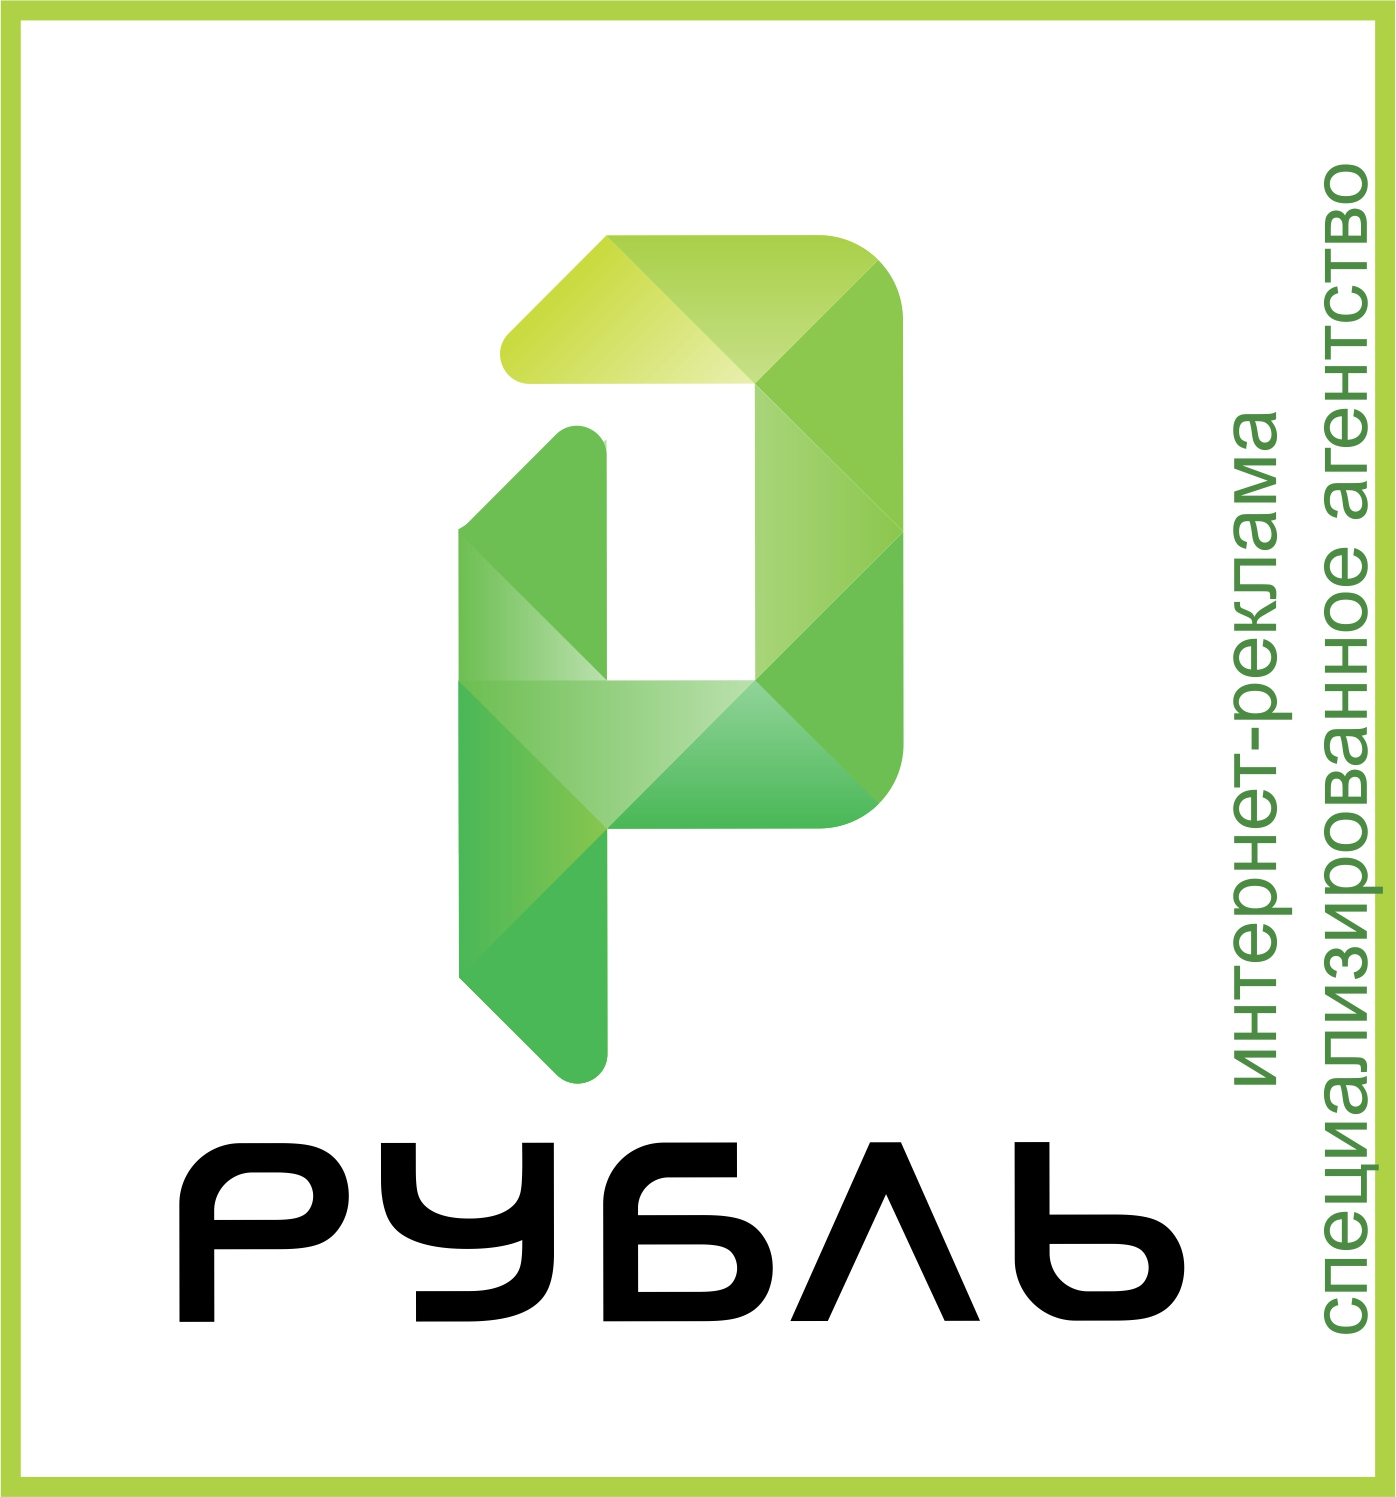 РУБЛЬ
интернет-реклама
специализированное агентство